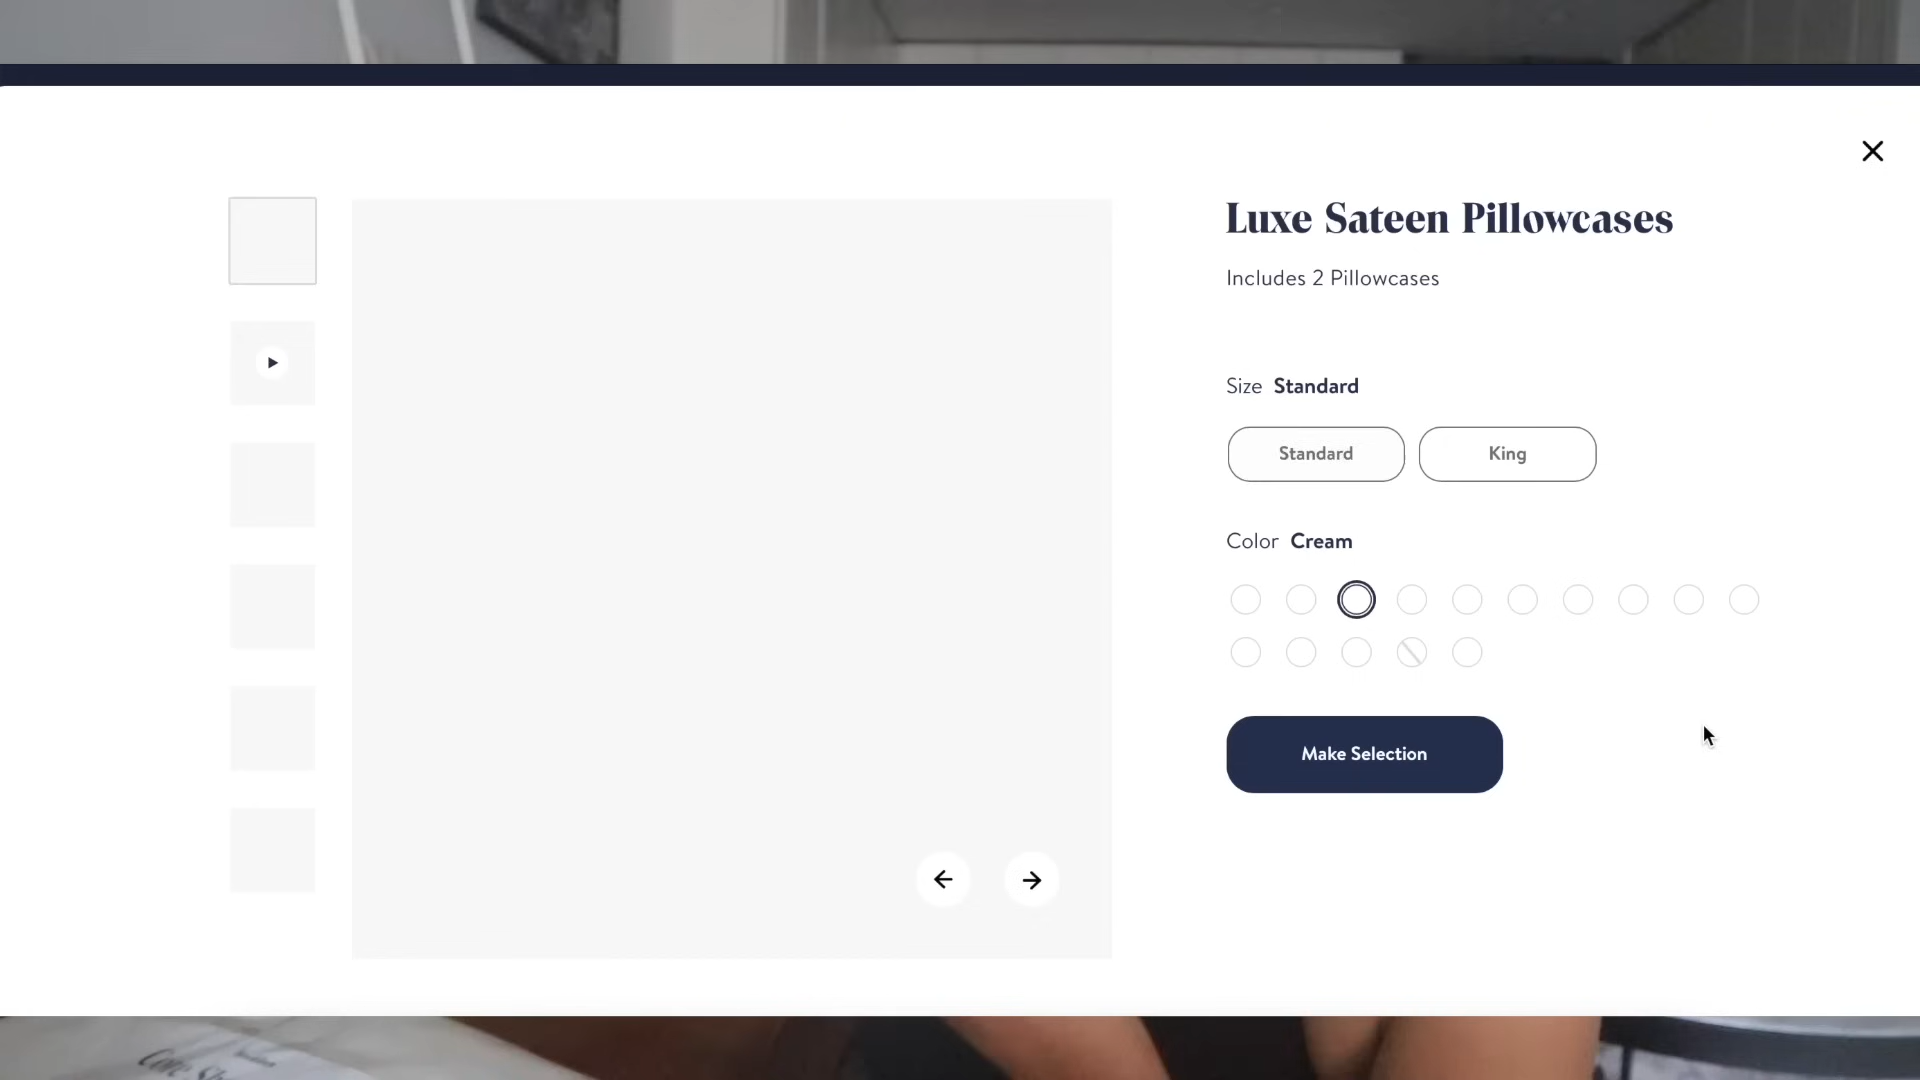 Luxe Sateen Pillowcases
Includes 2 Pillowcases
Size Standard
Standard King
Color Cream
Make Selection